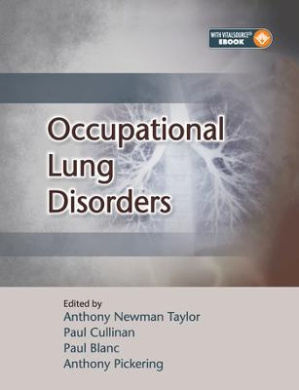 WITH VITALSOURCE®
EBOOK
Occupational
Lung
Disorders
Edited by
Anthony Newman Taylor
Paul Cullinan
Paul Blanc
Anthony Pickering